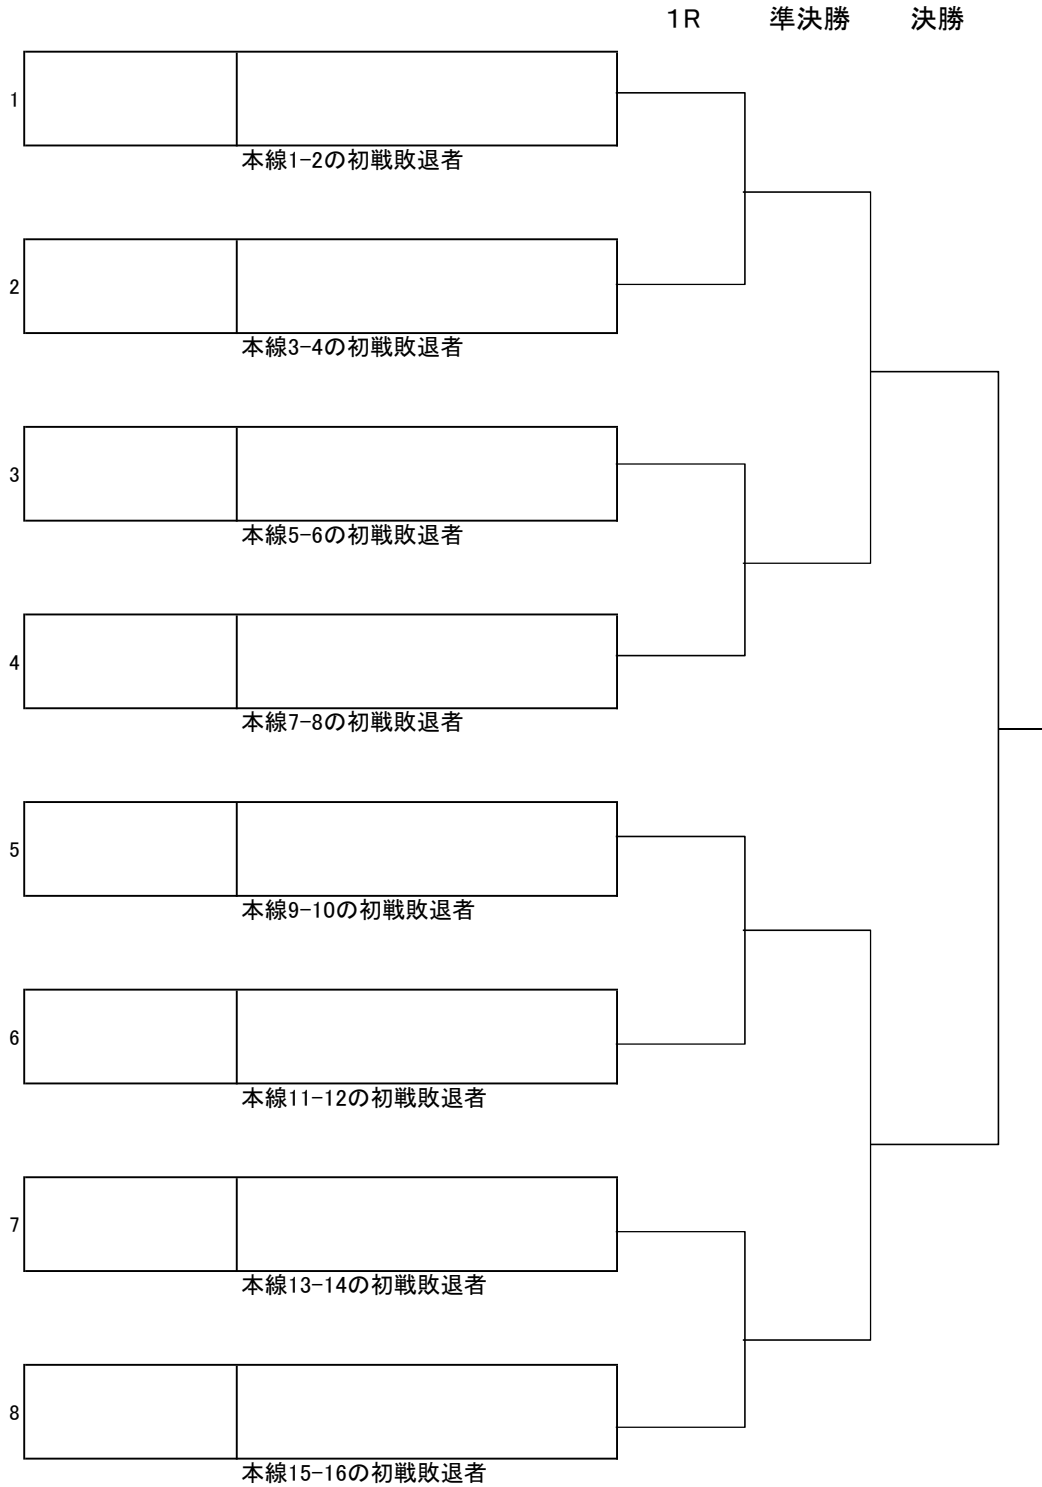 １R 準決勝 決勝
1
本線1-2の初戦敗退者
2
本線3-4の初戦敗退者
3
本線5-6の初戦敗退者
4
本線7-8の初戦敗退者
5
本線9-10の初戦敗退者
6
本線11-12の初戦敗退者
7
本線13-14の初戦敗退者
8
本線15-16の初戦敗退者